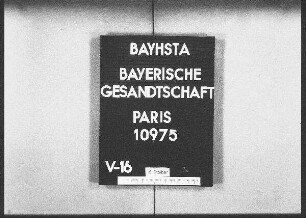 BAYHSTA
BAYERISCHE
GESANDTSCHAFT
PARIS
10975
V-16